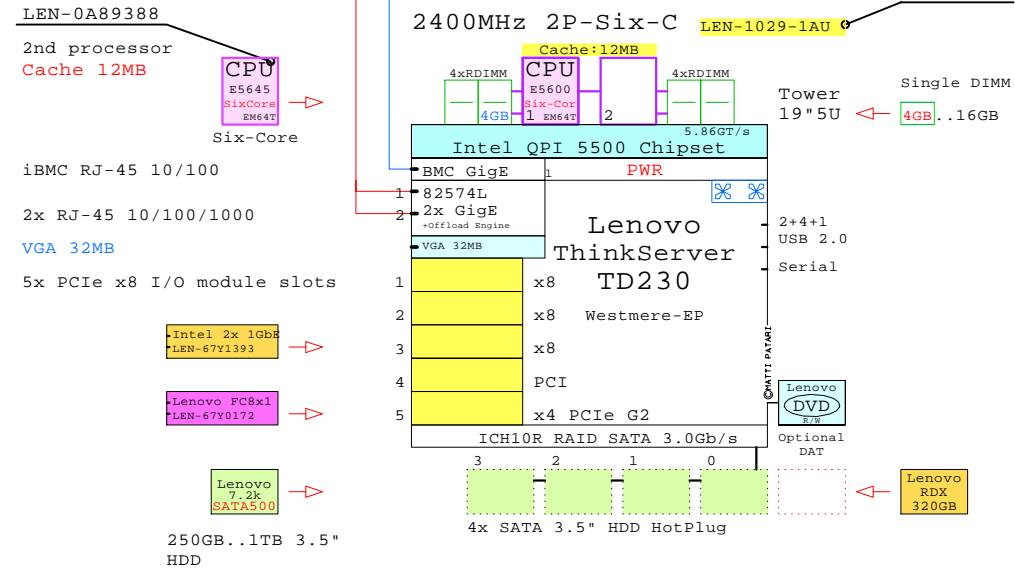 LEN-0A89388
2400MHz 2P-Six-C
LEN-1029-1AU
2nd processor
Cache 12MB
CPU
E5645
SixCore
EM64T
Six-Core
Cache:12MB
4xRDIMM
4GB
CPU
E5600
Six-Cor
1 EM64T
2
4xRDIMM
Tower
19"5U
Single DIMM
4GB..16GB
5.86GT/s
Intel QPI 5500 Chipset
iBMC RJ-45 10/100
BMC GigE
1
PWR
1 82574L
2 2x GigE
+Offload Engine
2x RJ-45 10/100/1000
VGA 32MB
VGA 32MB
Lenovo
ThinkServer
TD230
Westmere-EP
2+4+1
USB 2.0
Serial
5x PCIe x8 I/O module slots
1 x8
2 x8
3 x8
4 PCI
5 x4 PCIe G2
Intel 2x 1GbE
LEN-67Y1393
Lenovo FC8x1
LEN-67Y0172
©MATTI PATARI
Lenovo
DVD
R/W
Optional
DAT
ICH10R RAID SATA 3.0Gb/s
3 2 1 0
Lenovo
7.2k
SATA500
Lenovo
RDX
320GB
4x SATA 3.5" HDD HotPlug
250GB..1TB 3.5"
HDD